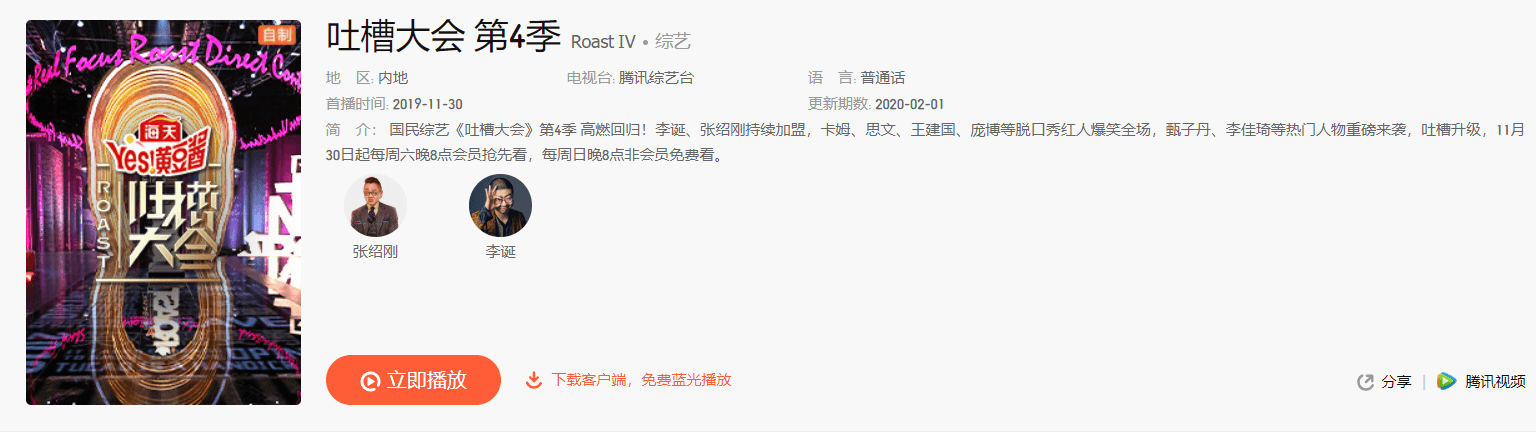 自制
Real Focus Roast Direct Con
海天
Yes!黄豆酱
ROAST
吐槽大会
吐槽大会 第4季 Roast IV • 综艺
地 区: 内地 电视台: 腾讯综艺台 语 言: 普通话
首播时间: 2019-11-30 更新期数: 2020-02-01
简 介： 国民综艺《吐槽大会》第4季 高燃回归！李诞、张绍刚持续加盟，卡姆、思文、王建国、庞博等脱口秀红人爆笑全场，甄子丹、李佳琦等热门人物重磅来袭，吐槽升级，11月
30日起每周六晚8点会员抢先看，每周日晚8点非会员免费看。
张绍刚 李诞
立即播放 下载客户端，免费蓝光播放 分享 | 腾讯视频